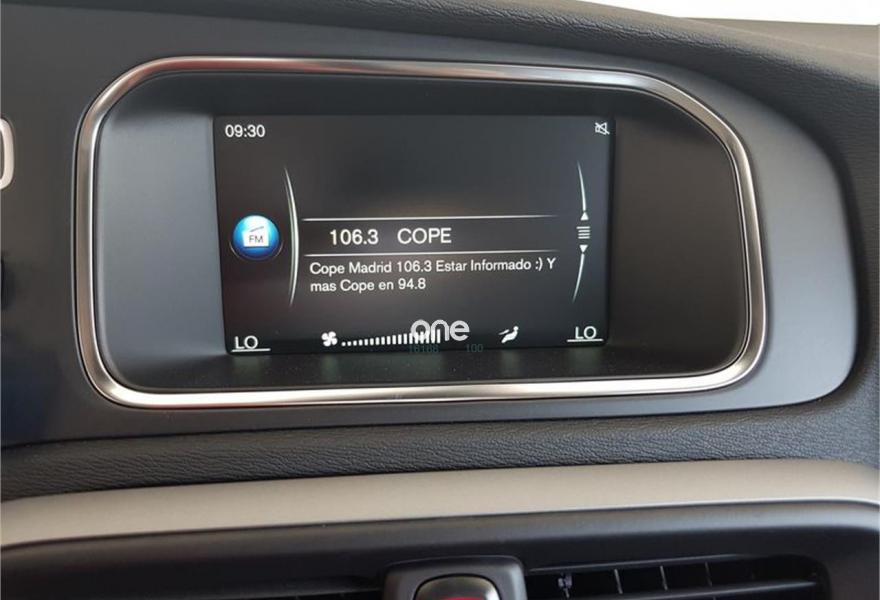 09:30
FM
106.3 COPE
Cope Madrid 106.3 Estar Informado :) Y
mas Cope en 94.8
LO
one
LO
100